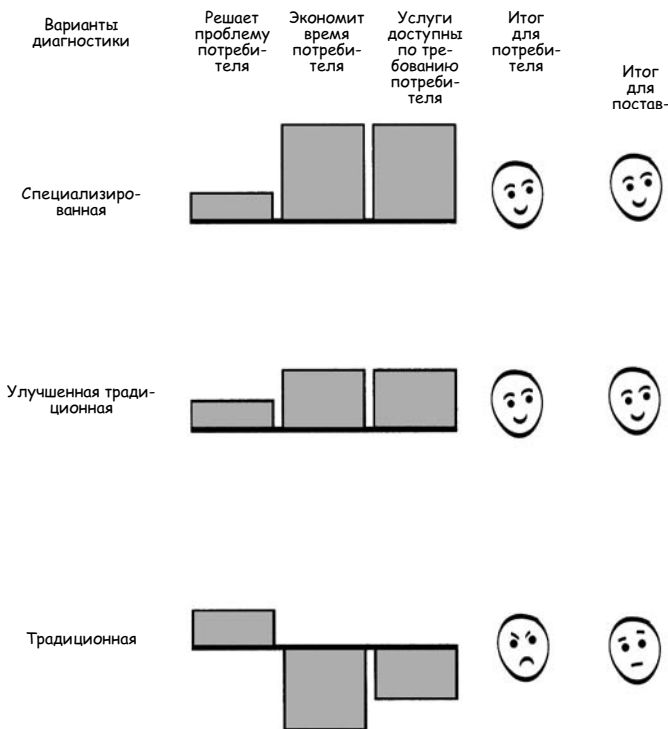 Варианты
диагностики
Решает
проблему
потреби-
теля
Экономит
время
потреби-
теля
Услуги
доступны
по тре-
бованию
потреби-
теля
Итог
для
потреби-
теля
Итог
для
постав-
Специализиро-
ванная
Улучшенная тради-
ционная
Традиционная